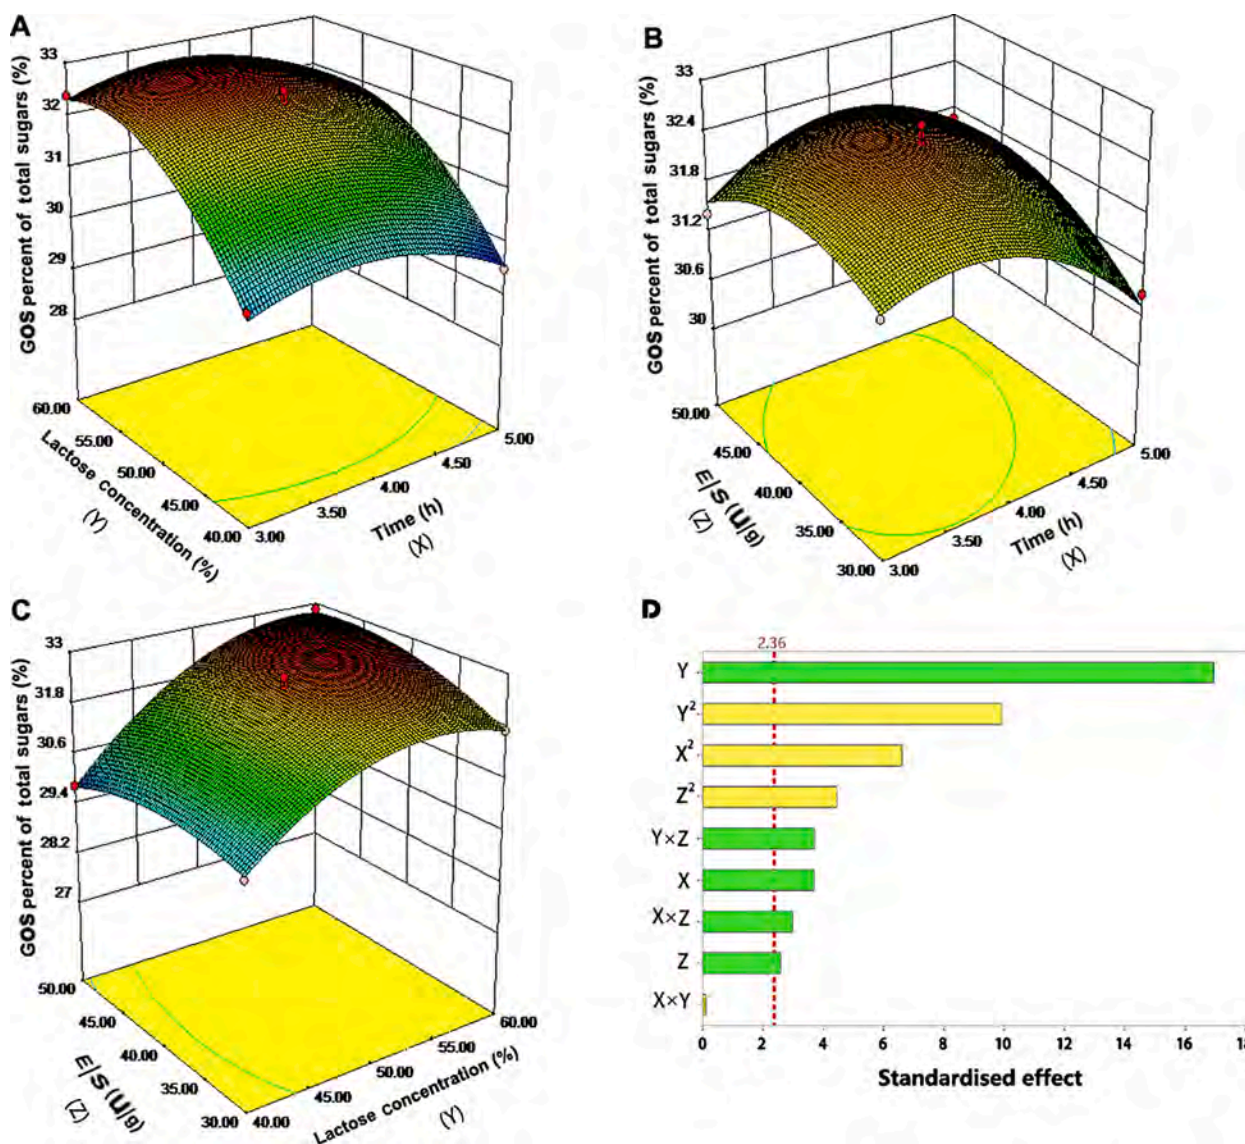 A
GOS percent of total sugars (%)
33
32
31
30
29
28
60.00
55.00
50.00
45.00
40.00
Lactose concentration (%)
(Y)
3.00
3.50
4.00
4.50
5.00
Time (h)
(X)
B
GOS percent of total sugars (%)
33
32.4
31.8
31.2
30.6
30
50.00
45.00
40.00
35.00
30.00
E/S (U/g)
(Z)
3.00
3.50
4.00
4.50
5.00
Time (h)
(X)
C
GOS percent of total sugars (%)
33
31.8
30.6
29.4
28.2
27
50.00
45.00
40.00
35.00
30.00
E/S (U/g)
(Z)
40.00
45.00
50.00
55.00
60.00
Lactose concentration (%)
(Y)
D
2.36
Y
Y²
X²
Z²
Y×Z
X
X×Z
Z
X×Y
0 2 4 6 8 10 12 14 16 18
Standardised effect